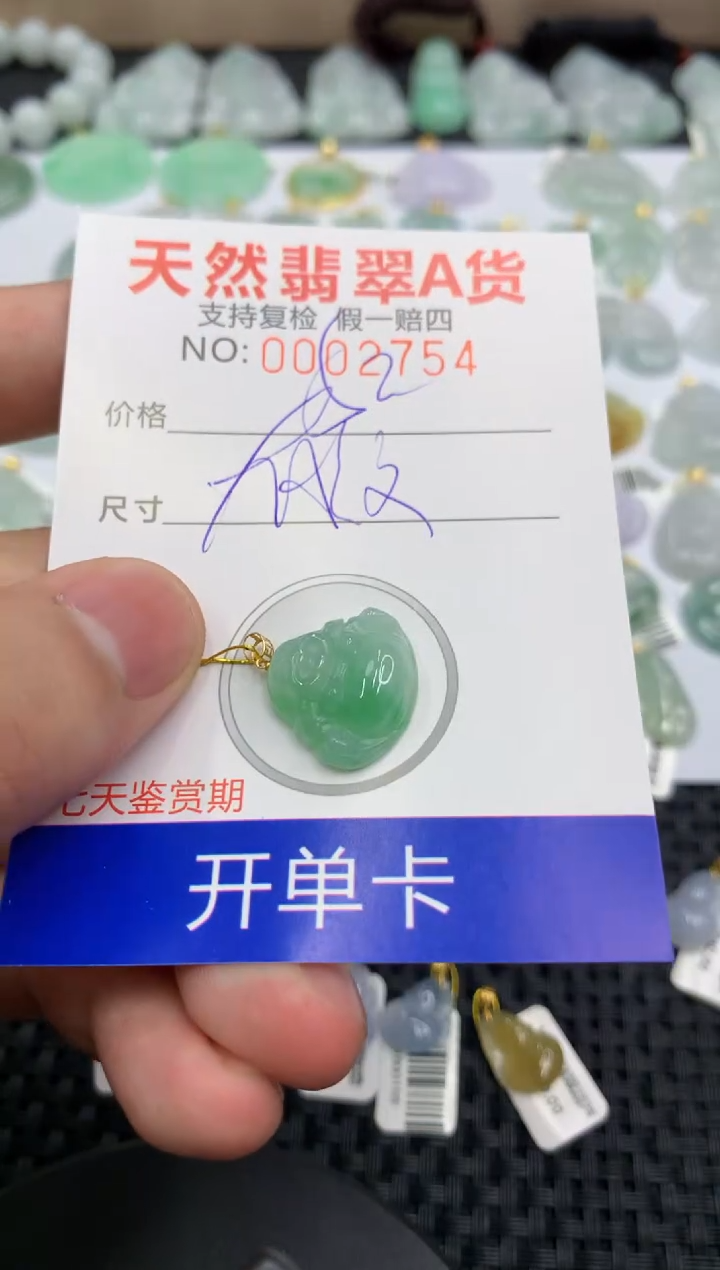 天然翡翠A货
支持复检 假一赔四
NO: 0002754
价格
尺寸
七天鉴赏期
开单卡